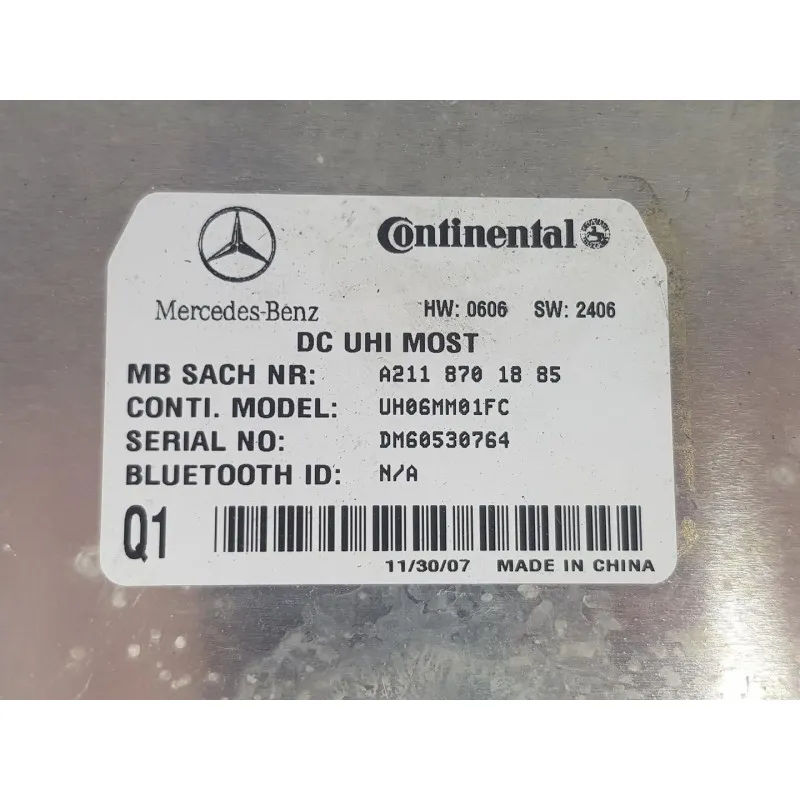 Continental
Mercedes-Benz
HW: 0606 SW: 2406
DC UHI MOST
MB SACH NR: A211 870 18 85
CONTI. MODEL: UH06MM01FC
SERIAL NO: DM60530764
BLUETOOTH ID: N/A
Q1
11/30/07 MADE IN CHINA